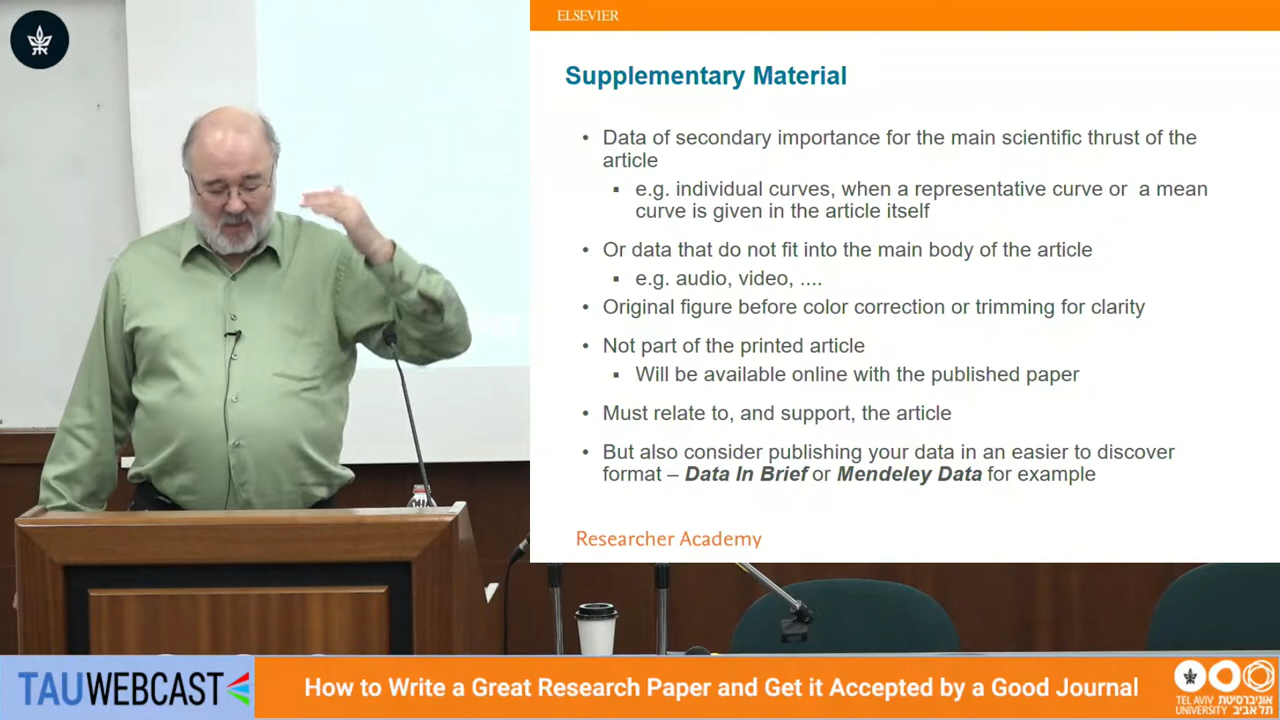 ELSEVIER
Supplementary Material
• Data of secondary importance for the main scientific thrust of the
article
▪ e.g. individual curves, when a representative curve or a mean
curve is given in the article itself
• Or data that do not fit into the main body of the article
▪ e.g. audio, video, ....
• Original figure before color correction or trimming for clarity
• Not part of the printed article
▪ Will be available online with the published paper
• Must relate to, and support, the article
• But also consider publishing your data in an easier to discover
format – Data In Brief or Mendeley Data for example
Researcher Academy
TAUWEBCAST
How to Write a Great Research Paper and Get it Accepted by a Good Journal
TEL AVIV אוניברסיטת
UNIVERSITY תל אביב